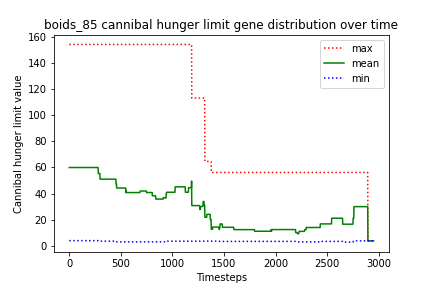 boids_85 cannibal hunger limit gene distribution over time
Cannibal hunger limit value
160
140
120
100
80
60
40
20
0
max
mean
min
0 500 1000 1500 2000 2500 3000
Timesteps